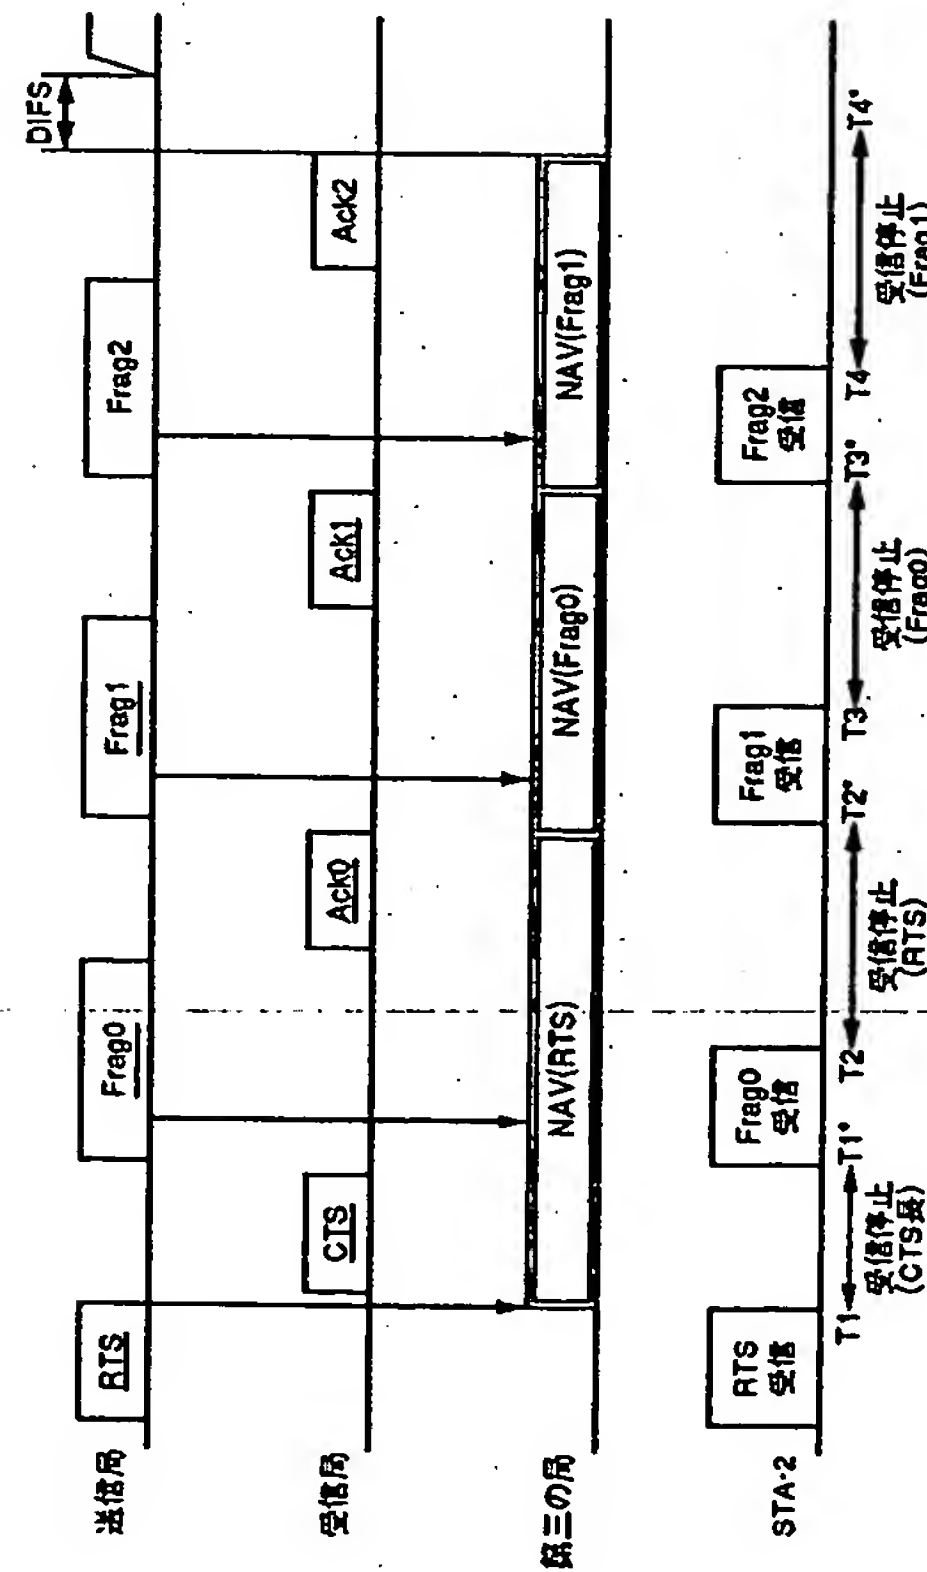 送信局
RTS
Frag0
Frag1
Frag2
DIFS
受信局
CTS
Ack0
Ack1
Ack2
第三の局
NAV(RTS)
NAV(Frag0)
NAV(Frag1)
STA-2
RTS
受信
Frag0
受信
Frag1
受信
Frag2
受信
T1
T1*
T2
T2*
T3
T3*
T4
T4*
受信停止
(CTS長)
受信停止
(RTS)
受信停止
(Frag0)
受信停止
(Frag1)